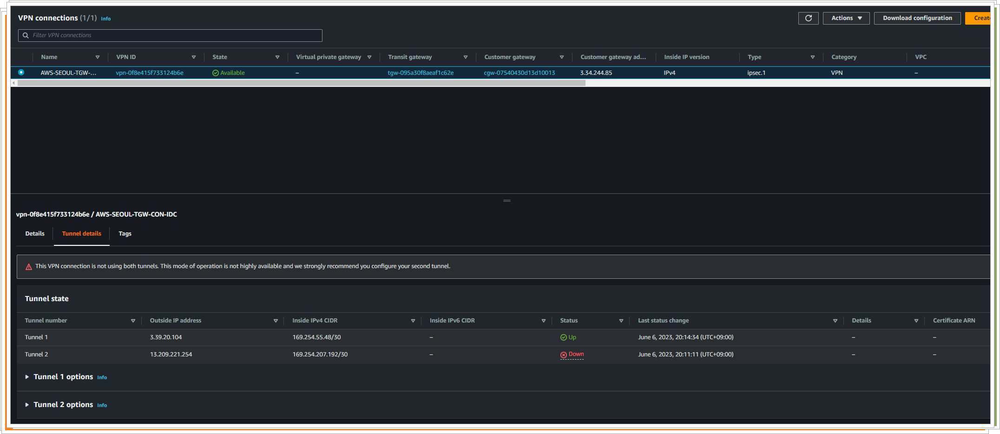 VPN connections (1/1) Info
Actions Download configuration Create
Filter VPN connections
Name VPN ID State Virtual private gateway Transit gateway Customer gateway Customer gateway ad... Inside IP version Type Category VPC
AWS-SEOUL-TGW-... vpn-0f8e415f733124b6e Available – tgw-095a30f8aeaf1c62e cgw-07540430d13d10013 3.34.244.85 IPv4 ipsec.1 VPN –
vpn-0f8e415f733124b6e / AWS-SEOUL-TGW-CON-IDC
Details Tunnel details Tags
This VPN connection is not using both tunnels. This mode of operation is not highly available and we strongly recommend you configure your second tunnel.
Tunnel state
Tunnel number Outside IP address Inside IPv4 CIDR Inside IPv6 CIDR Status Last status change Details Certificate ARN
Tunnel 1 3.39.20.104 169.254.55.48/30 – Up June 6, 2023, 20:14:34 (UTC+09:00) – –
Tunnel 2 13.209.221.254 169.254.207.192/30 – Down June 6, 2023, 20:11:11 (UTC+09:00) – –
Tunnel 1 options Info
Tunnel 2 options Info